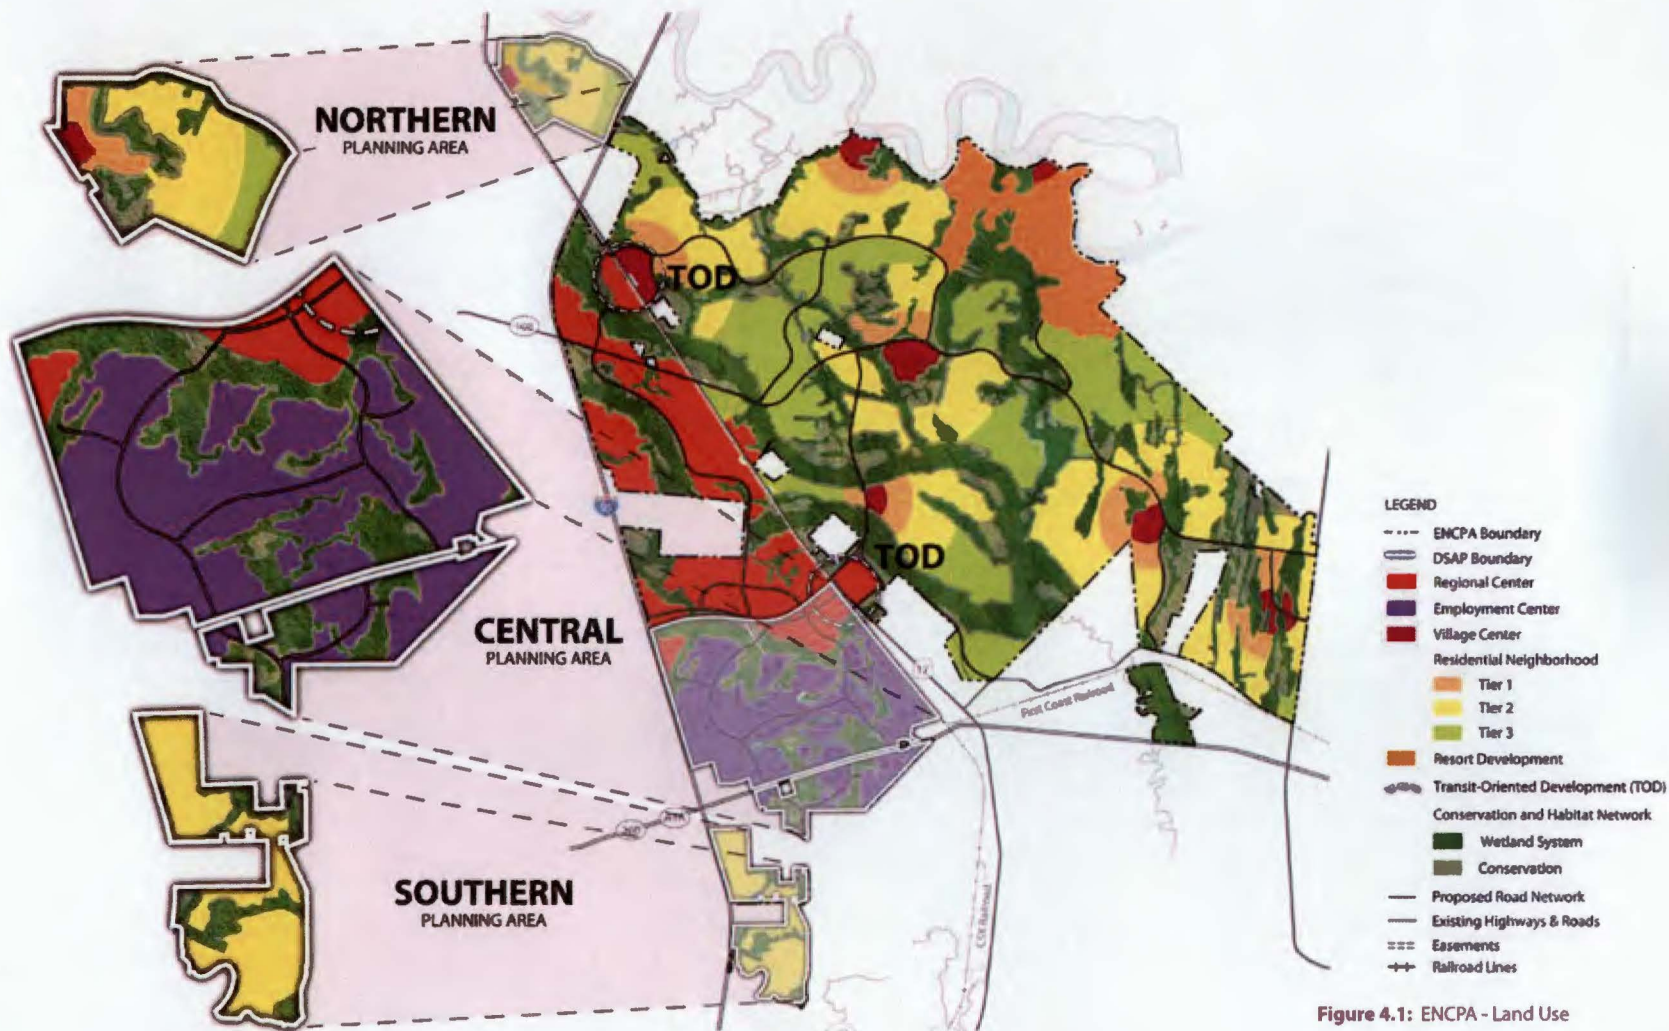 NORTHERN
PLANNING AREA
TOD
TOD
CENTRAL
PLANNING AREA
17
First Coast Railroad
200
A1A
SOUTHERN
PLANNING AREA
CSX Railroad
LEGEND
ENCPA Boundary
DSAP Boundary
Regional Center
Employment Center
Village Center
Residential Neighborhood
Tier 1
Tier 2
Tier 3
Resort Development
Transit-Oriented Development (TOD)
Conservation and Habitat Network
Wetland System
Conservation
Proposed Road Network
Existing Highways & Roads
Easements
Railroad Lines
Figure 4.1: ENCPA - Land Use